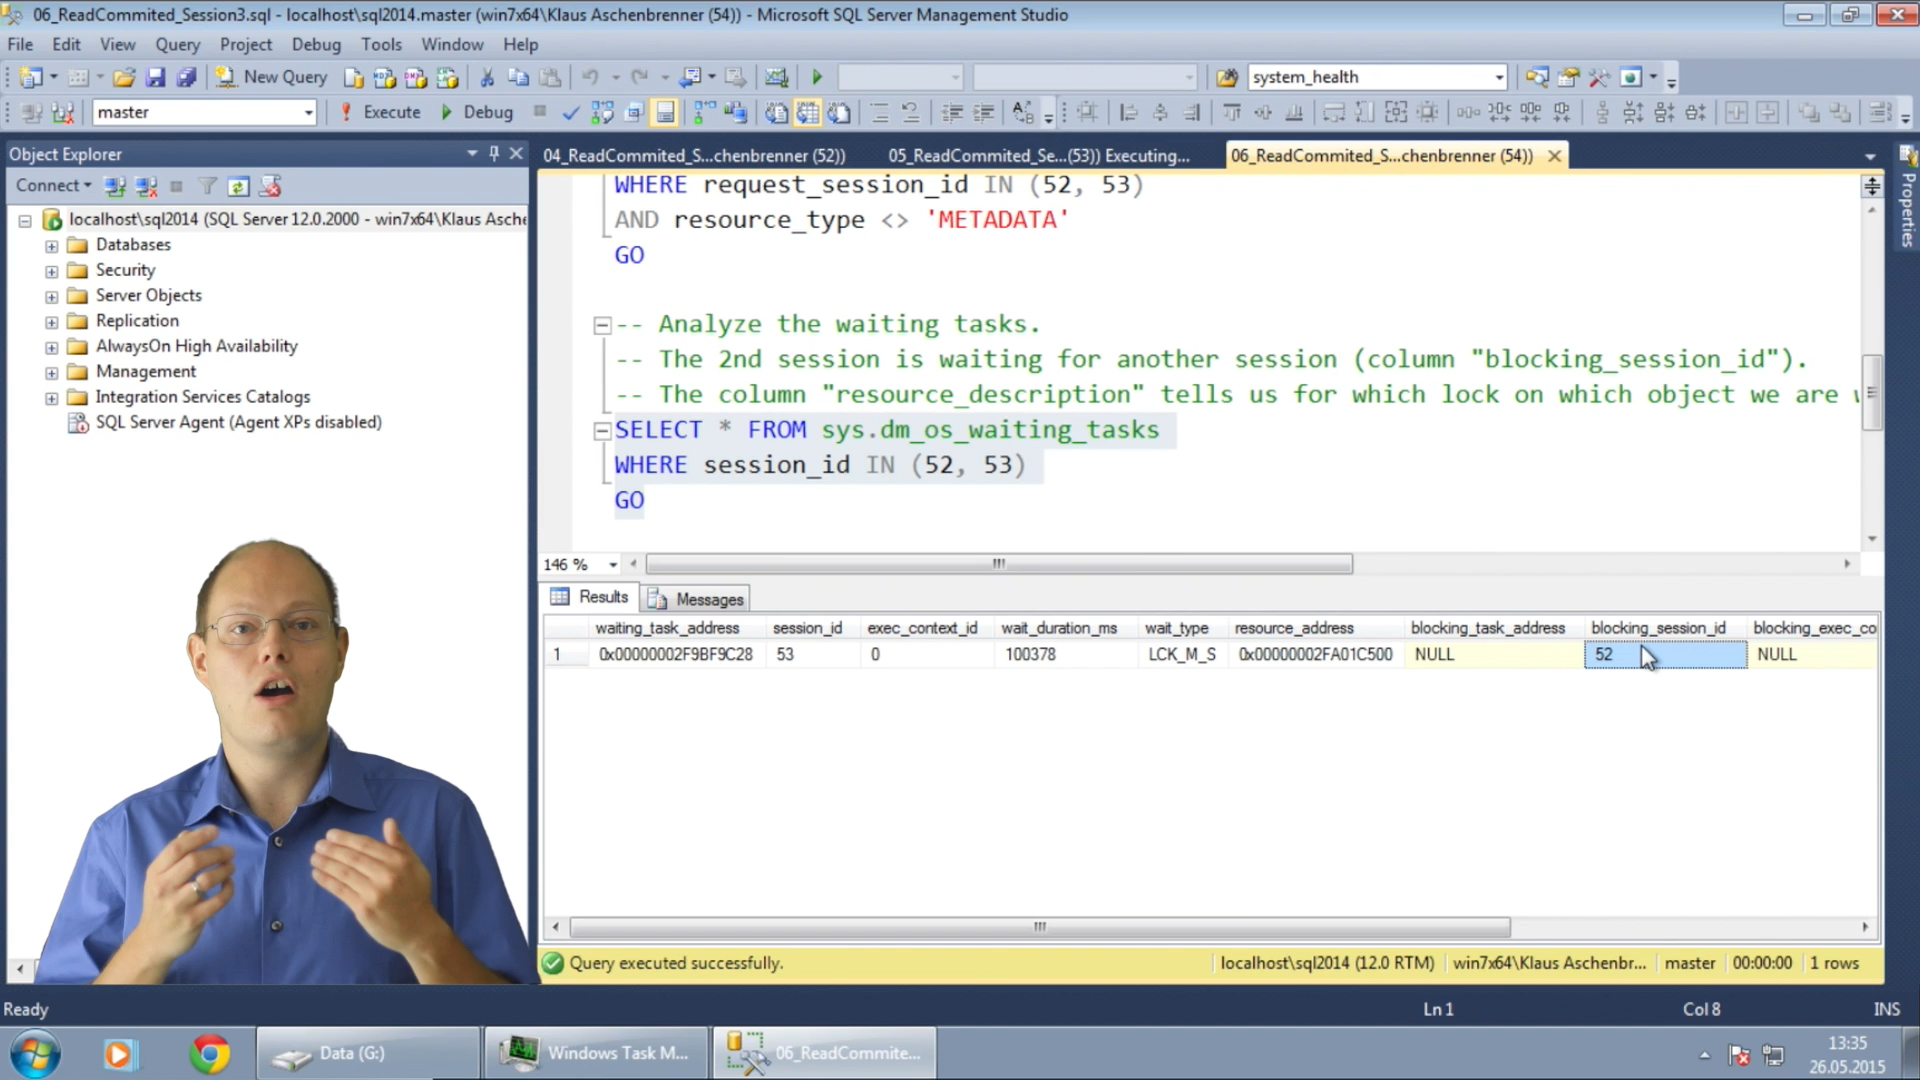 06_ReadCommited_Session3.sql - localhost\sql2014.master (win7x64\Klaus Aschenbrenner (54)) - Microsoft SQL Server Management Studio
File Edit View Query Project Debug Tools Window Help
New Query system_health
master Execute Debug
Object Explorer
04_ReadCommited_S...chenbrenner (52)) 05_ReadCommited_Se...(53)) Executing... 06_ReadCommited_S...chenbrenner (54))
Properties
Connect
localhost\sql2014 (SQL Server 12.0.2000 - win7x64\Klaus Asche
Databases
Security
Server Objects
Replication
AlwaysOn High Availability
Management
Integration Services Catalogs
SQL Server Agent (Agent XPs disabled)
WHERE request_session_id IN (52, 53)
AND resource_type <> 'METADATA'
GO
-- Analyze the waiting tasks.
-- The 2nd session is waiting for another session (column "blocking_session_id").
-- The column "resource_description" tells us for which lock on which object we are
SELECT * FROM sys.dm_os_waiting_tasks
WHERE session_id IN (52, 53)
GO
146 %
Results Messages
waiting_task_address session_id exec_context_id wait_duration_ms wait_type resource_address blocking_task_address blocking_session_id blocking_exec_co
1 0x00000002F9BF9C28 53 0 100378 LCK_M_S 0x00000002FA01C500 NULL 52 NULL
Query executed successfully. localhost\sql2014 (12.0 RTM) win7x64\Klaus Aschenbr... master 00:00:00 1 rows
Ready Ln 1 Col 8 INS
Data (G:) Windows Task M... 06_ReadCommite...
13:35
26.05.2015